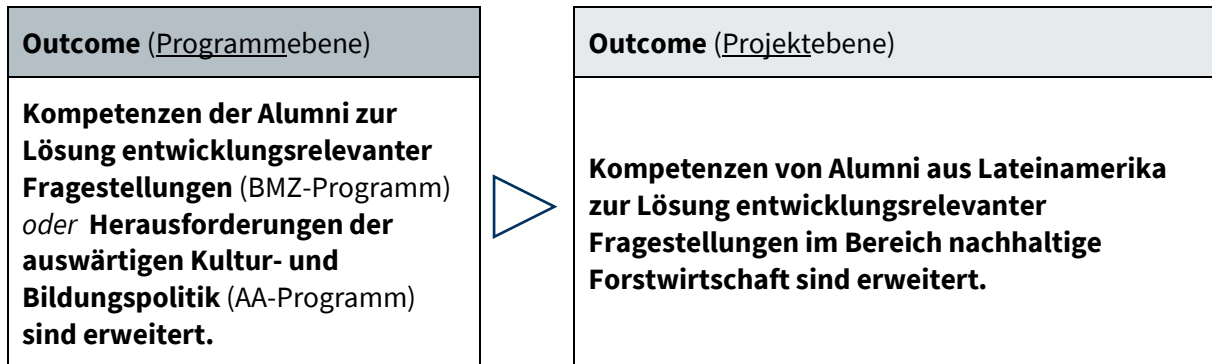 Outcome (Programmebene)
Kompetenzen der Alumni zur
Lösung entwicklungsrelevanter
Fragestellungen (BMZ-Programm)
oder Herausforderungen der
auswärtigen Kultur- und
Bildungspolitik (AA-Programm)
sind erweitert.
Outcome (Projektebene)
Kompetenzen von Alumni aus Lateinamerika
zur Lösung entwicklungsrelevanter
Fragestellungen im Bereich nachhaltige
Forstwirtschaft sind erweitert.